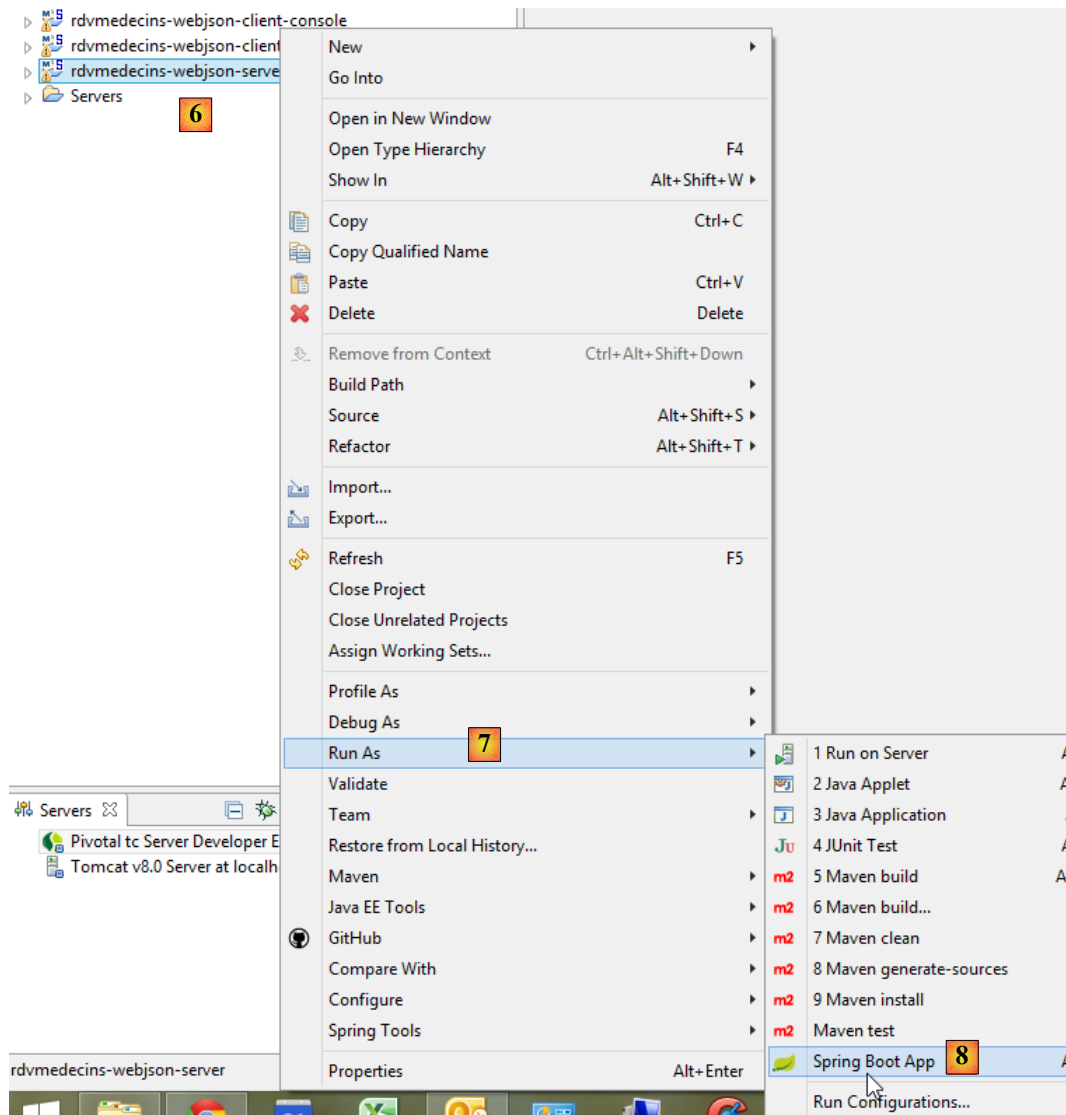 rdvmedecins-webjson-client-console
rdvmedecins-webjson-client
rdvmedecins-webjson-serve
Servers
6
New
Go Into
Open in New Window
Open Type Hierarchy F4
Show In Alt+Shift+W
Copy Ctrl+C
Copy Qualified Name
Paste Ctrl+V
Delete Delete
Remove from Context Ctrl+Alt+Shift+Down
Build Path
Source Alt+Shift+S
Refactor Alt+Shift+T
Import...
Export...
Refresh F5
Close Project
Close Unrelated Projects
Assign Working Sets...
Profile As
Debug As
Run As 7
Validate
Team
Restore from Local History...
Maven
Java EE Tools
GitHub
Compare With
Configure
Spring Tools
Properties Alt+Enter
1 Run on Server A
2 Java Applet A
3 Java Application
Ju 4 JUnit Test A
m2 5 Maven build A
m2 6 Maven build...
m2 7 Maven clean
m2 8 Maven generate-sources
m2 9 Maven install
m2 Maven test
Spring Boot App 8 A
Run Configurations...
Servers
Pivotal tc Server Developer E
Tomcat v8.0 Server at localh
rdvmedecins-webjson-server